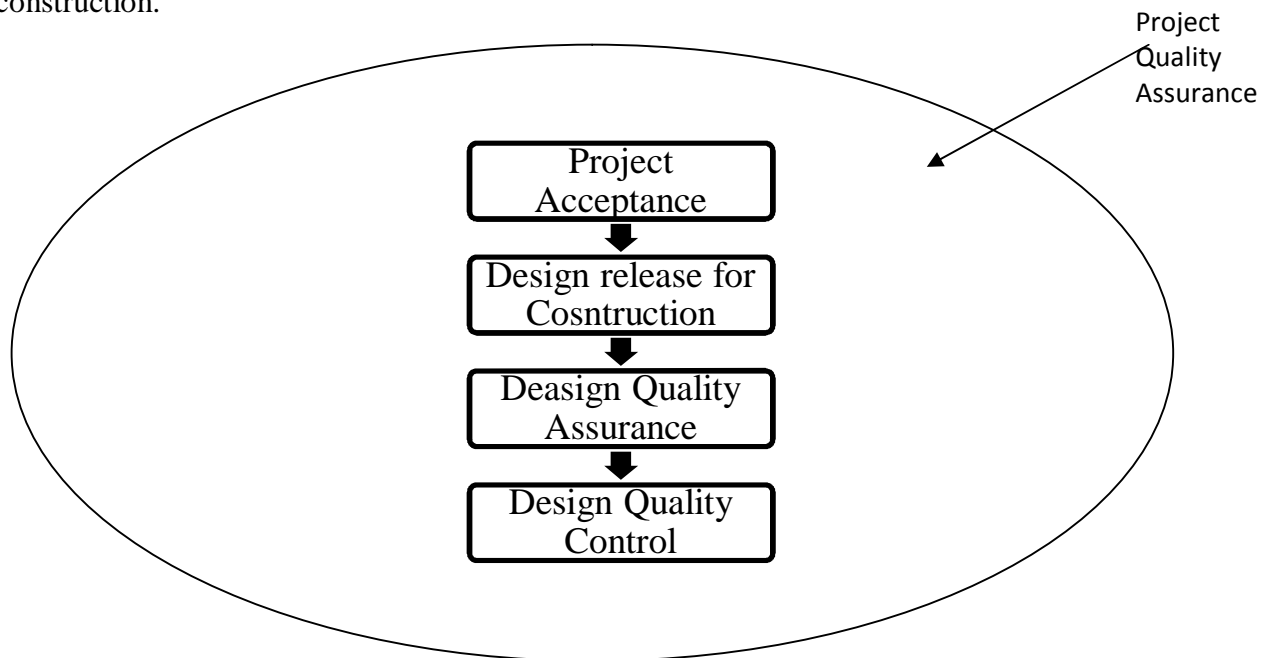 construction.
Project
Quality
Assurance
Project
Acceptance
Design release for
Cosntruction
Deasign Quality
Assurance
Design Quality
Control